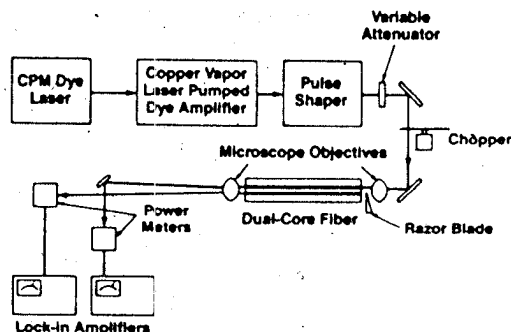 Variable
Attenuator
CPM Dye
Laser
Copper Vapor
Laser Pumped
Dye Amplifier
Pulse
Shaper
Chopper
Microscope Objectives
Power
Meters
Dual-Core Fiber
Razor Blade
Lock-in Amplifiers